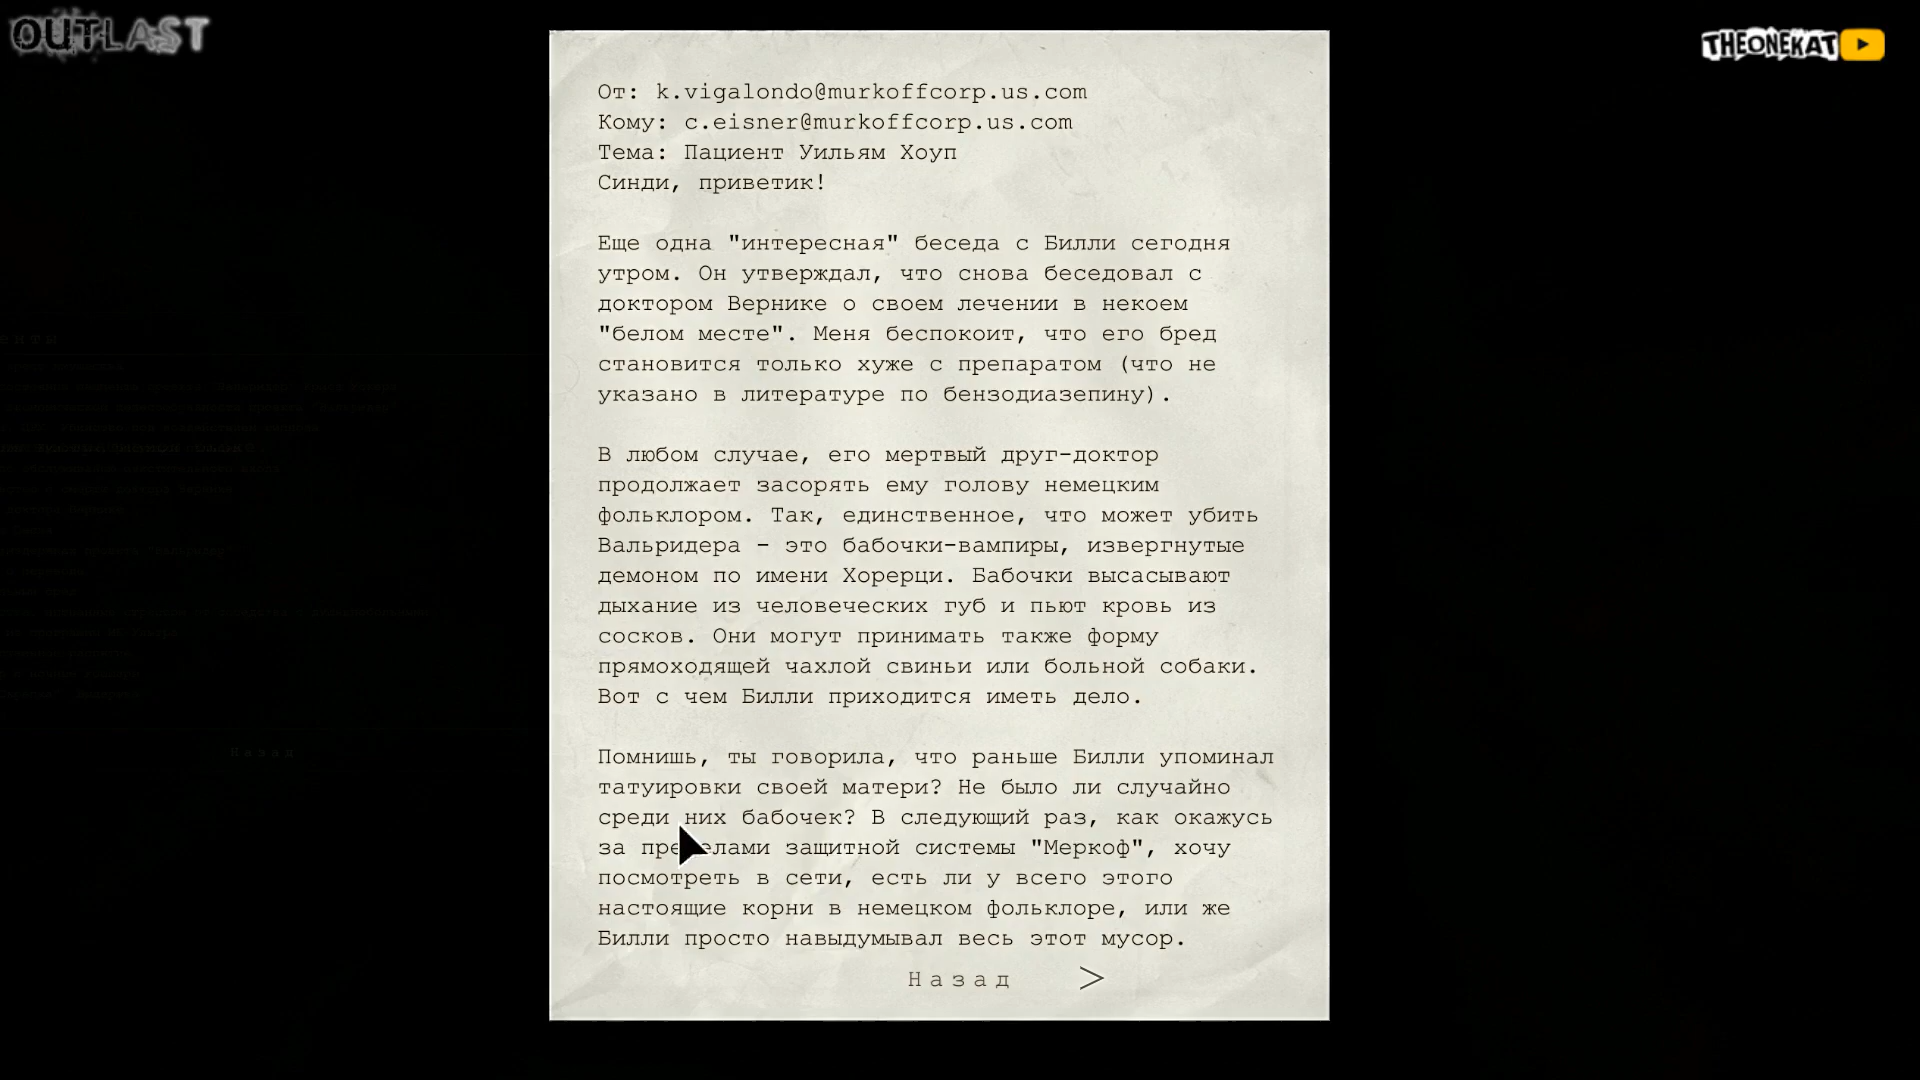 OUTLAST
THEONEKAT
От: k.vigalondo@murkoffcorp.us.com
Кому: c.eisner@murkoffcorp.us.com
Тема: Пациент Уильям Хоуп
Синди, приветик!
Еще одна "интересная" беседа с Билли сегодня
утром. Он утверждал, что снова беседовал с
доктором Вернике о своем лечении в некоем
"белом месте". Меня беспокоит, что его бред
становится только хуже с препаратом (что не
указано в литературе по бензодиазепину).
В любом случае, его мертвый друг-доктор
продолжает засорять ему голову немецким
фольклором. Так, единственное, что может убить
Вальридера - это бабочки-вампиры, извергнутые
демоном по имени Хорерци. Бабочки высасывают
дыхание из человеческих губ и пьют кровь из
сосков. Они могут принимать также форму
прямоходящей чахлой свиньи или больной собаки.
Вот с чем Билли приходится иметь дело.
Помнишь, ты говорила, что раньше Билли упоминал
татуировки своей матери? Не было ли случайно
среди них бабочек? В следующий раз, как окажусь
за пределами защитной системы "Меркоф", хочу
посмотреть в сети, есть ли у всего этого
настоящие корни в немецком фольклоре, или же
Билли просто навыдумывал весь этот мусор.
Назад >
Назад